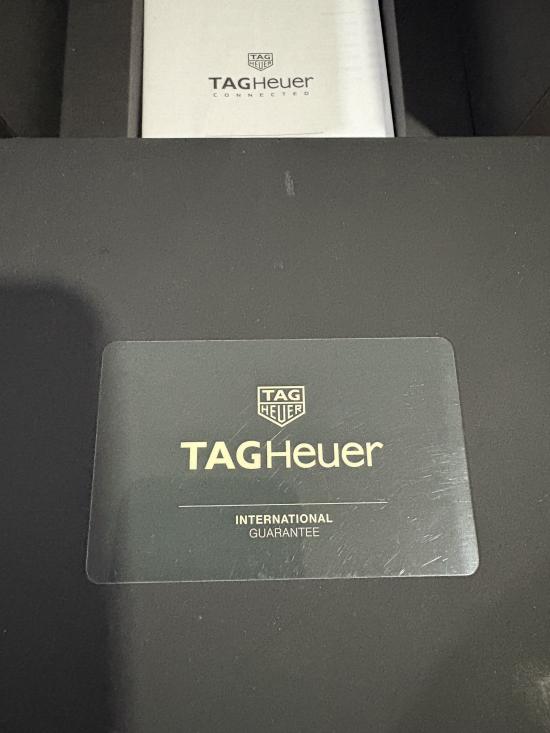 TAG
HEUER
TAGHeuer
CONNECTED
TAG
HEUER
TAGHeuer
INTERNATIONAL
GUARANTEE